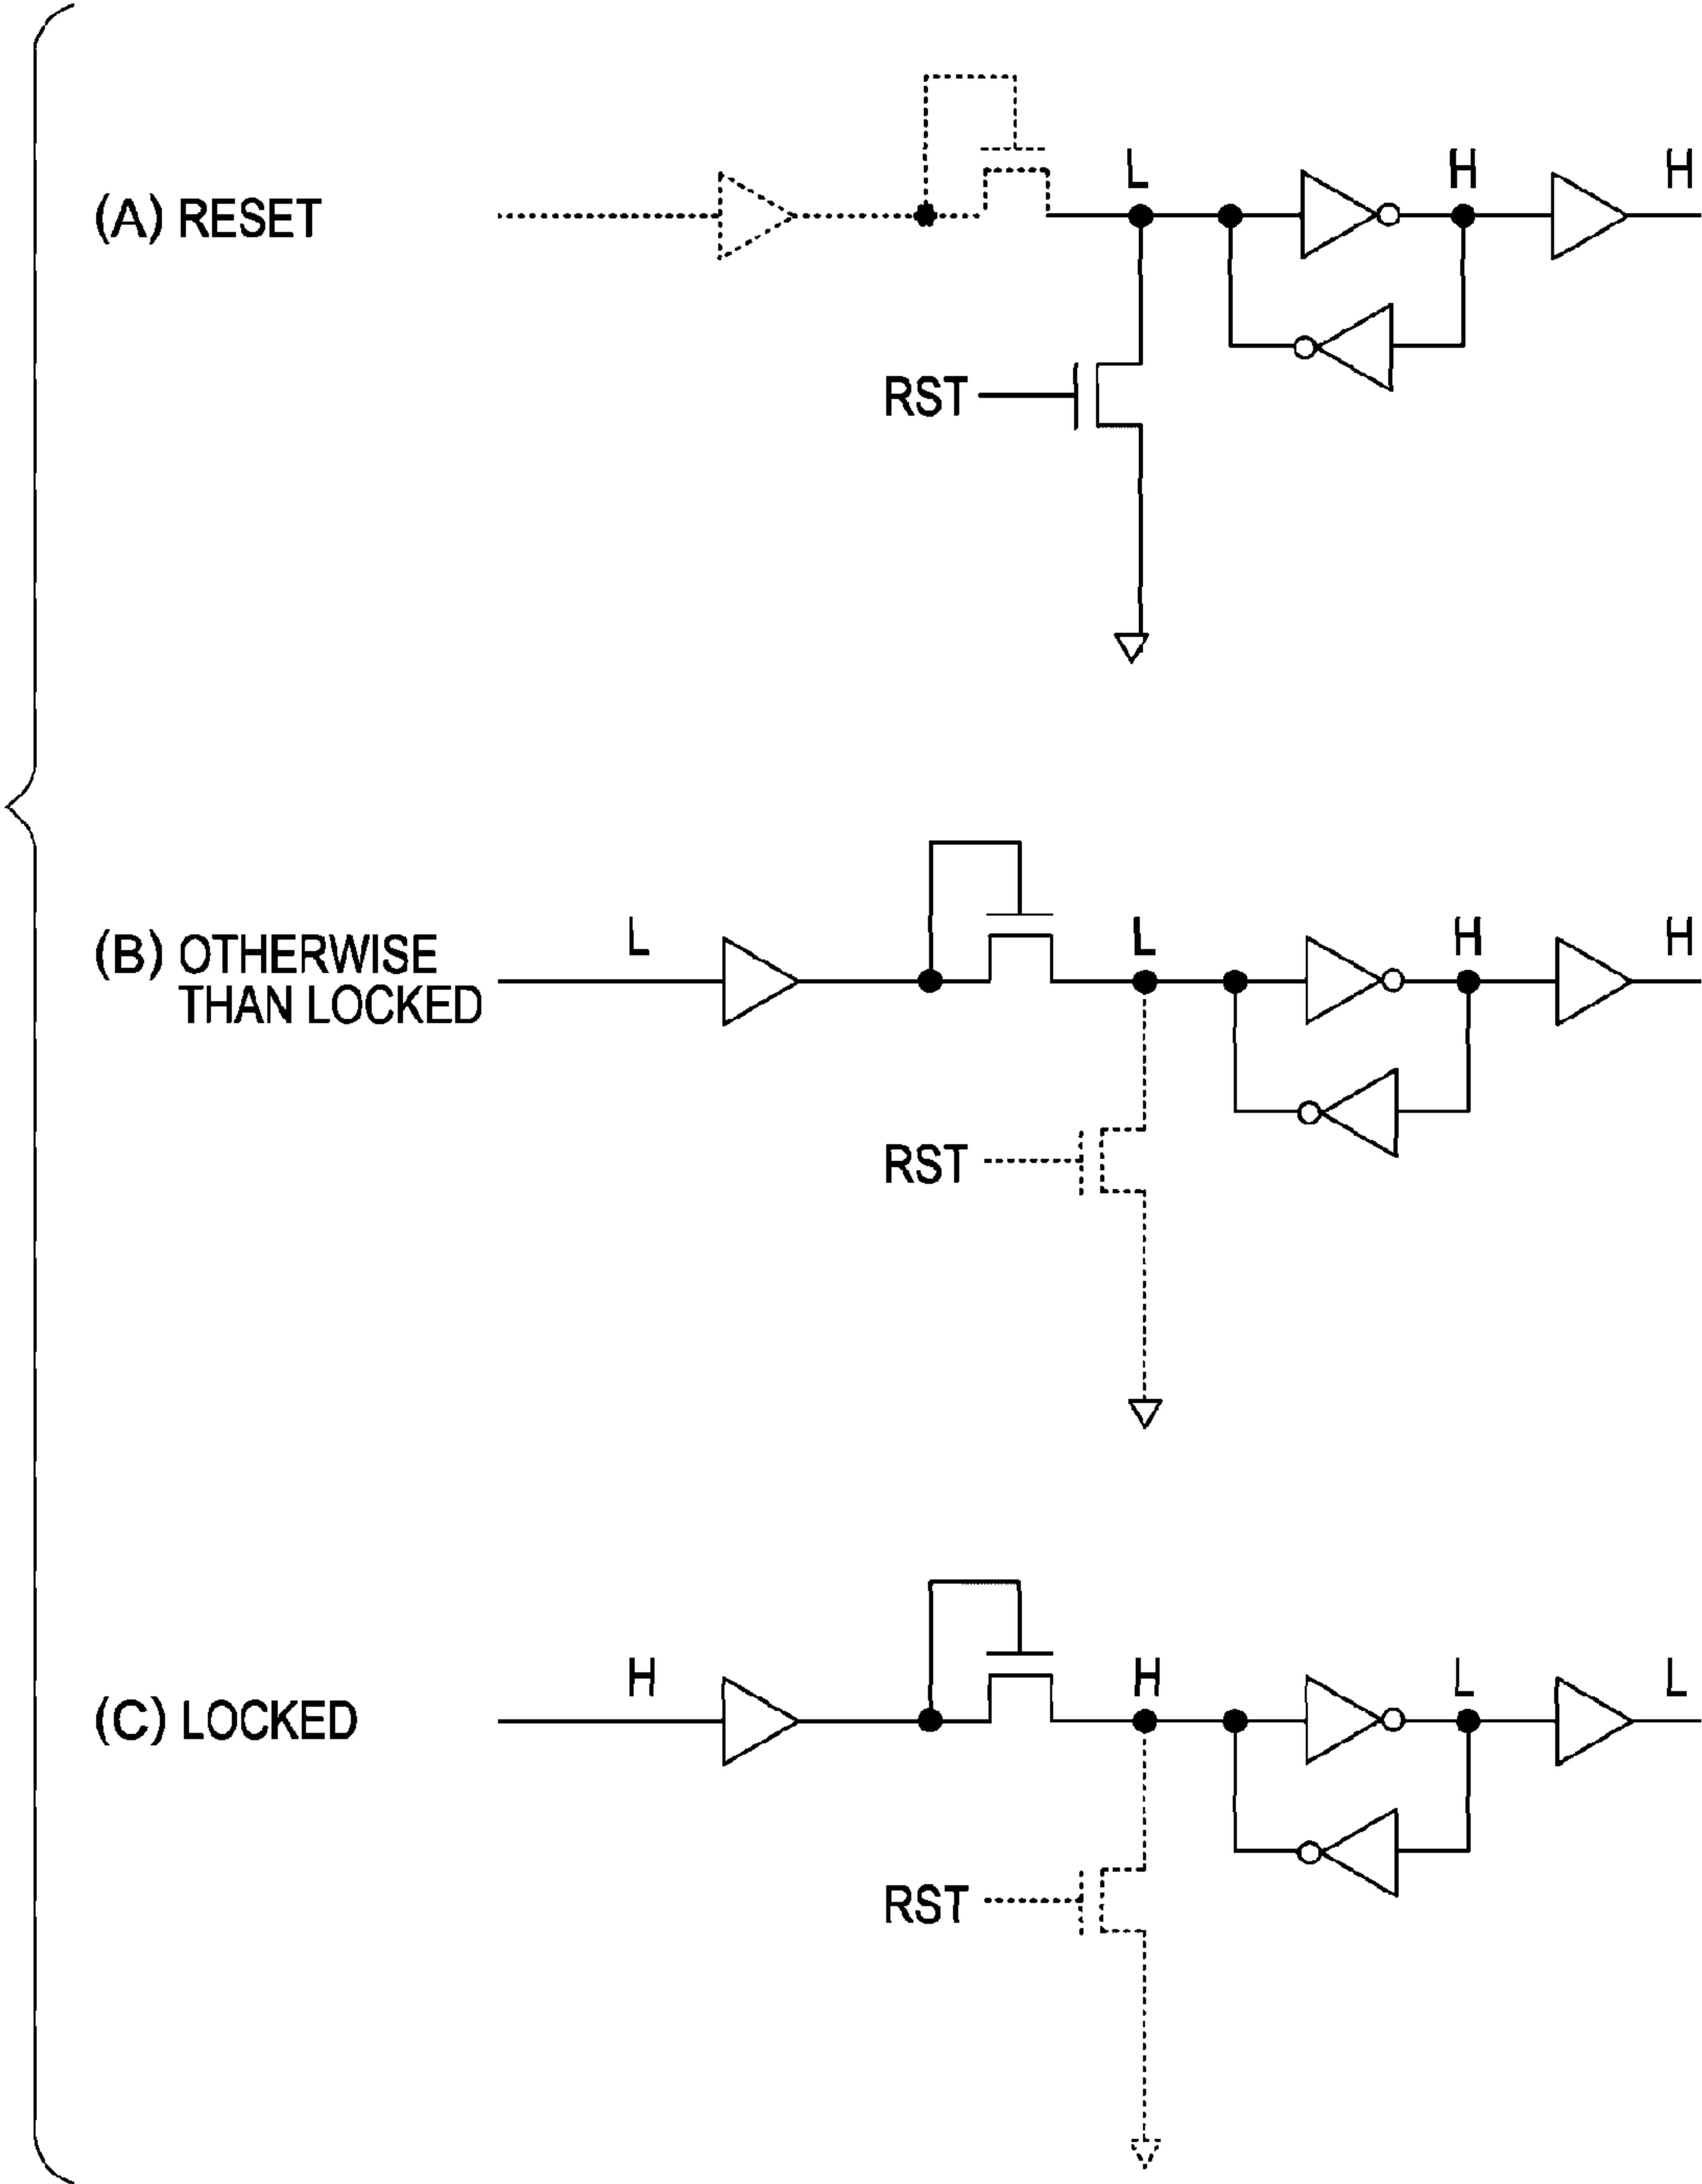 L H H
(A) RESET
RST
L L H H
(B) OTHERWISE
THAN LOCKED
RST
H H L L
(C) LOCKED
RST